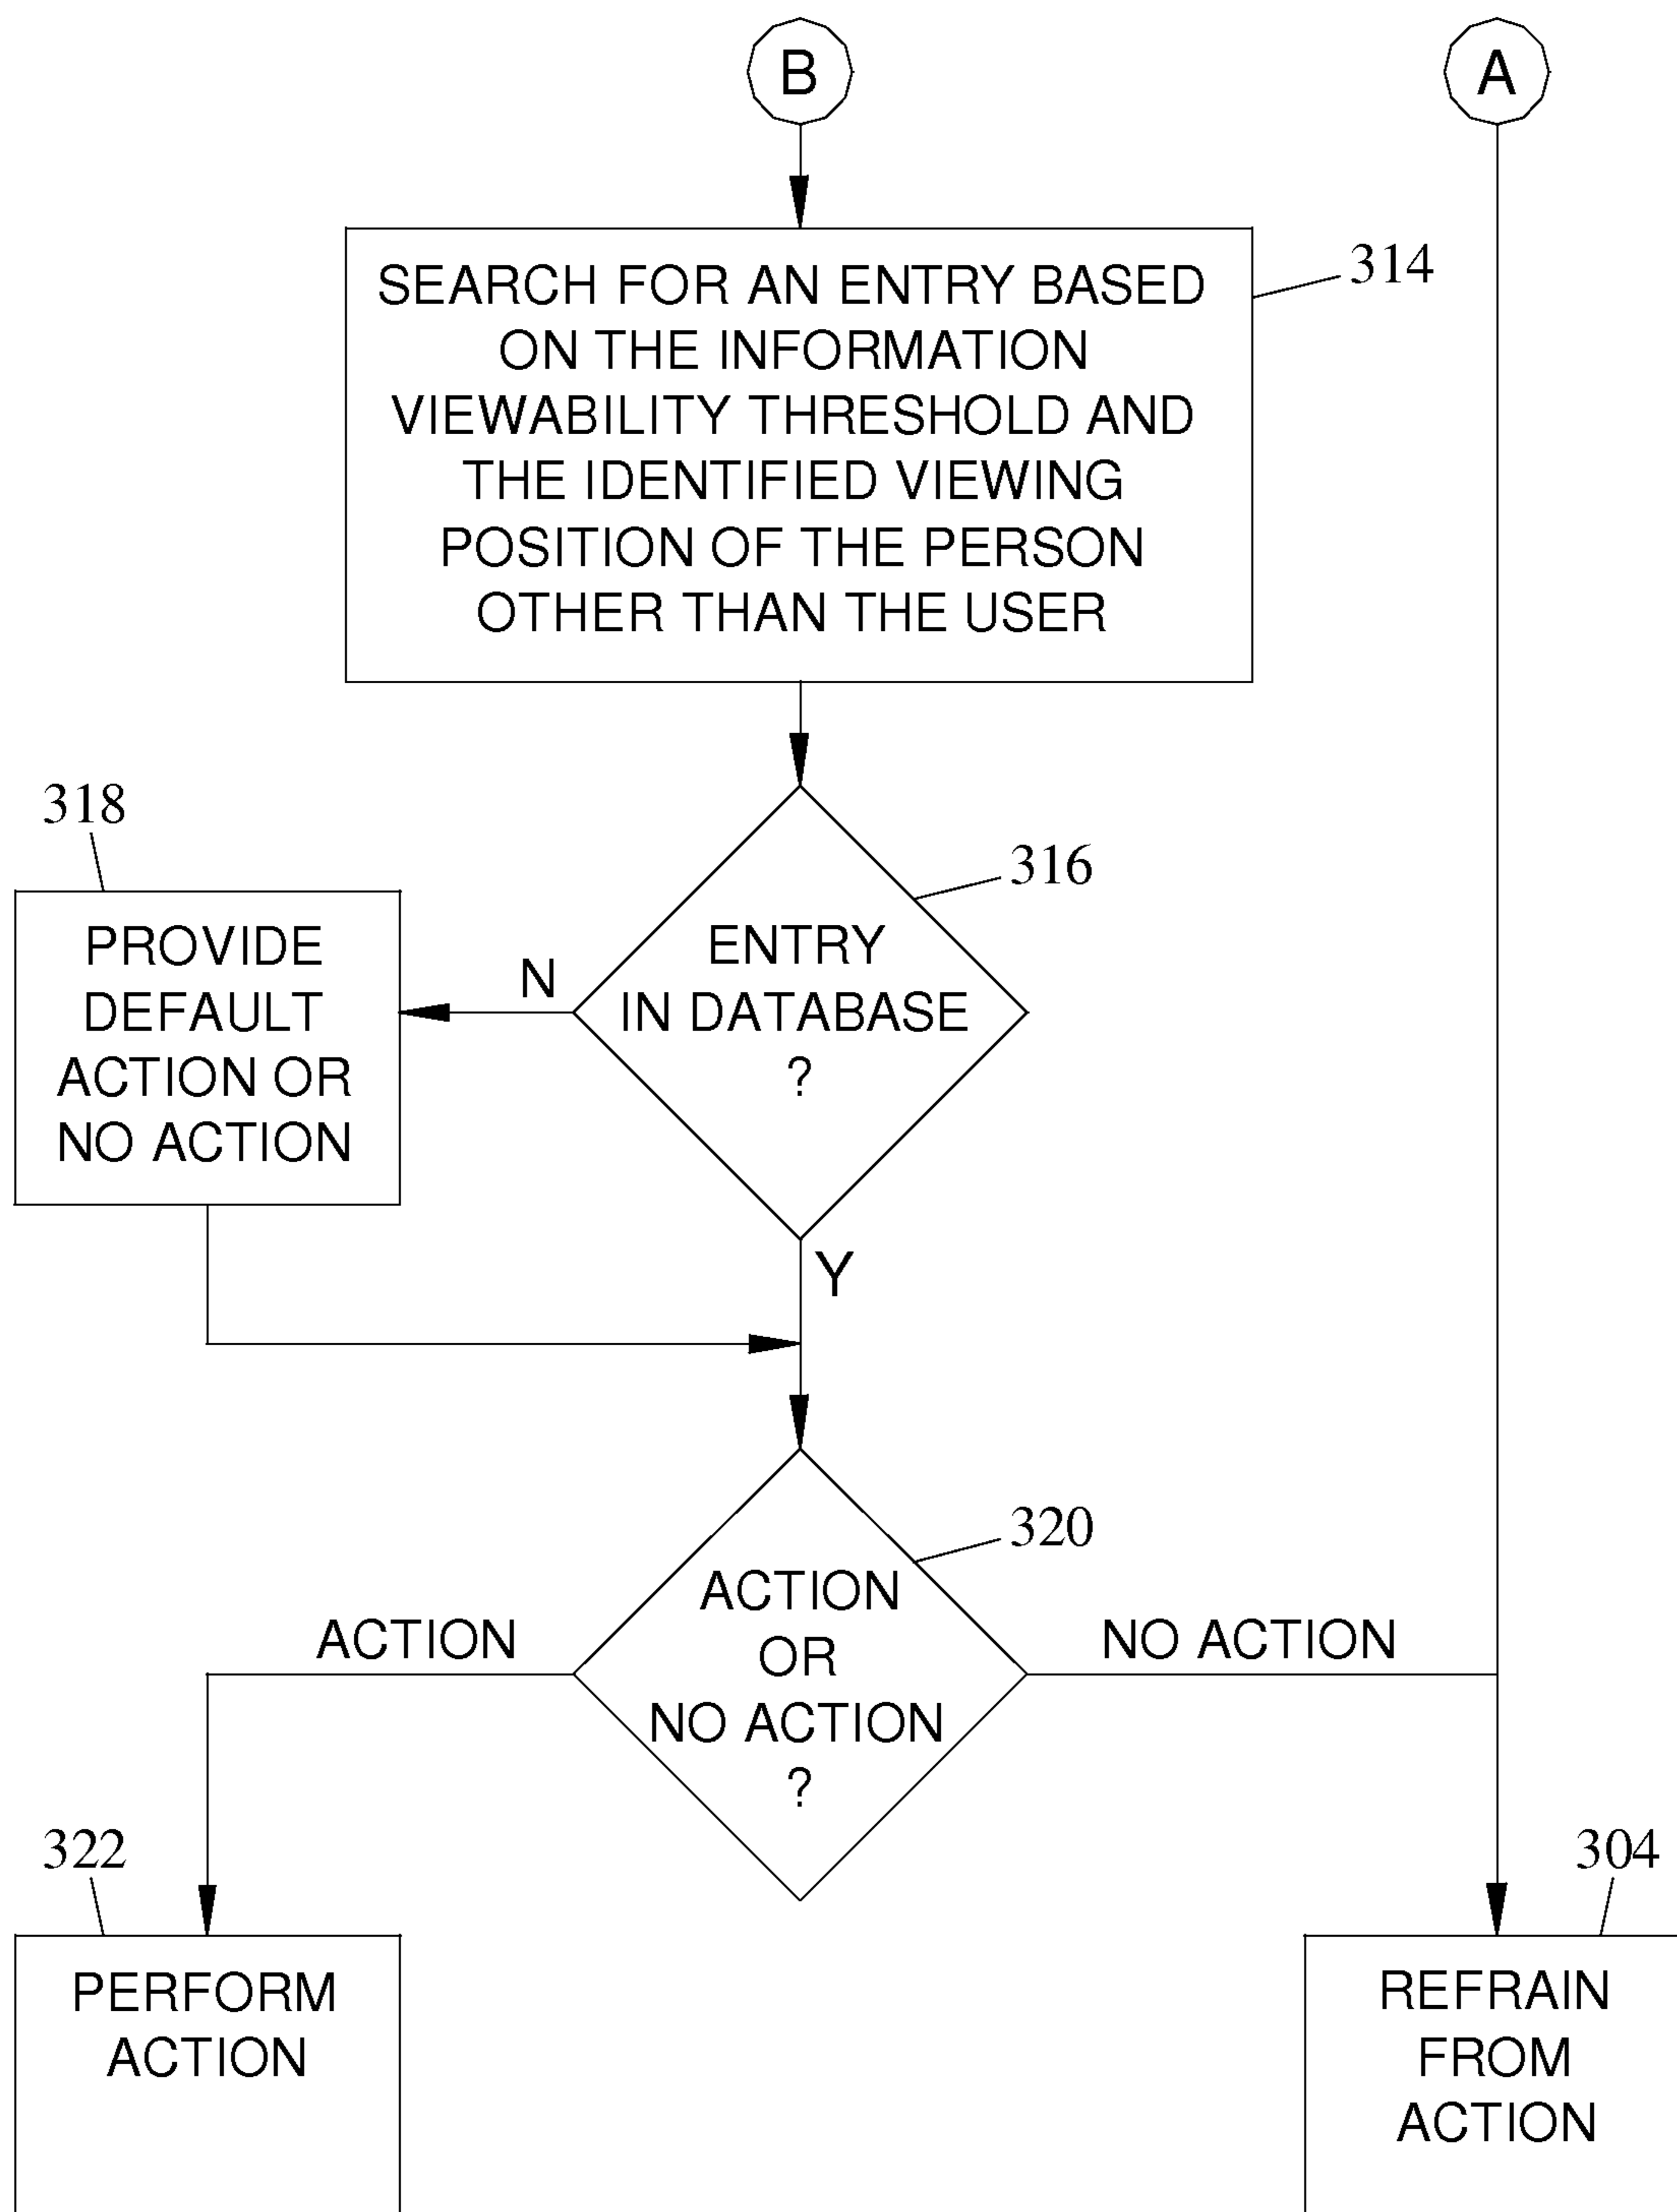 B
A
SEARCH FOR AN ENTRY BASED
ON THE INFORMATION
VIEWABILITY THRESHOLD AND
THE IDENTIFIED VIEWING
POSITION OF THE PERSON
OTHER THAN THE USER
314
318
316
PROVIDE
DEFAULT
ACTION OR
NO ACTION
N
ENTRY
IN DATABASE
?
Y
320
ACTION
ACTION
OR
NO ACTION
?
NO ACTION
322
304
PERFORM
ACTION
REFRAIN
FROM
ACTION